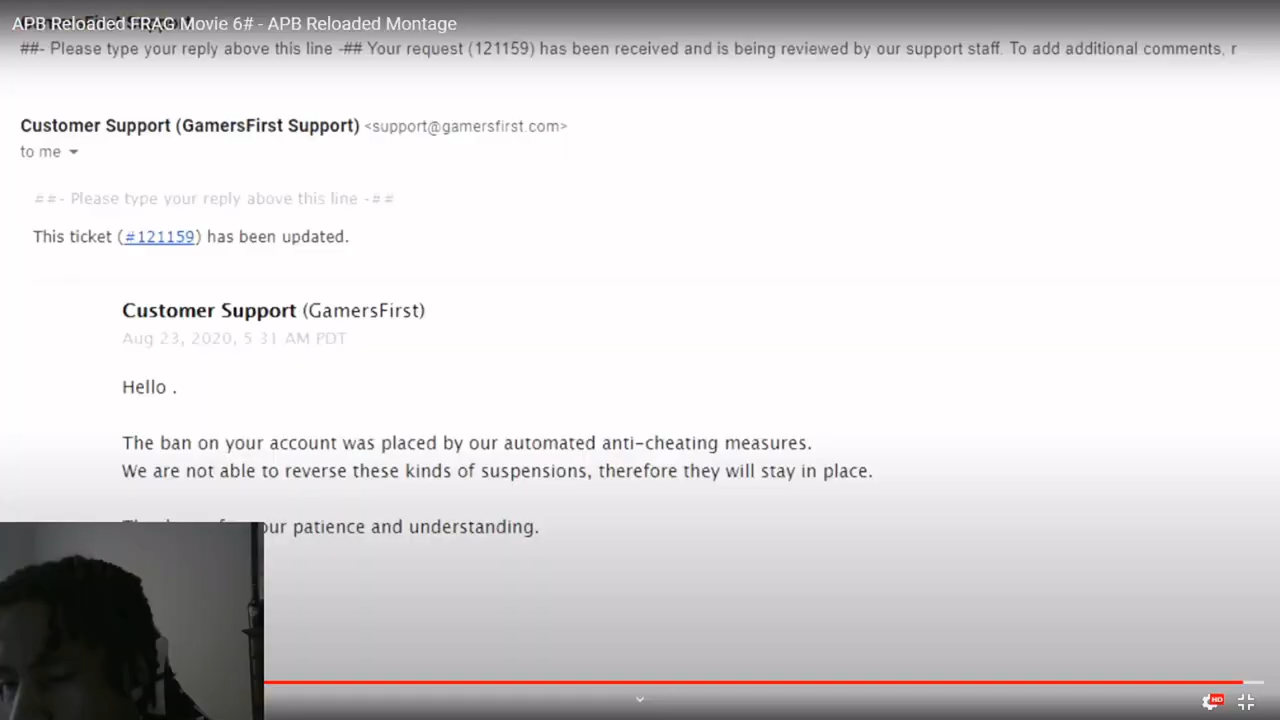 APB Reloaded FRAG Movie 6# - APB Reloaded Montage
##- Please type your reply above this line -## Your request (121159) has been received and is being reviewed by our support staff. To add additional comments, r
Customer Support (GamersFirst Support) <support@gamersfirst.com>
to me
##- Please type your reply above this line -##
This ticket (#121159) has been updated.
Customer Support (GamersFirst)
Aug 23, 2020, 5 31 AM PDT
Hello .
The ban on your account was placed by our automated anti-cheating measures.
We are not able to reverse these kinds of suspensions, therefore they will stay in place.
patience and understanding.
HD